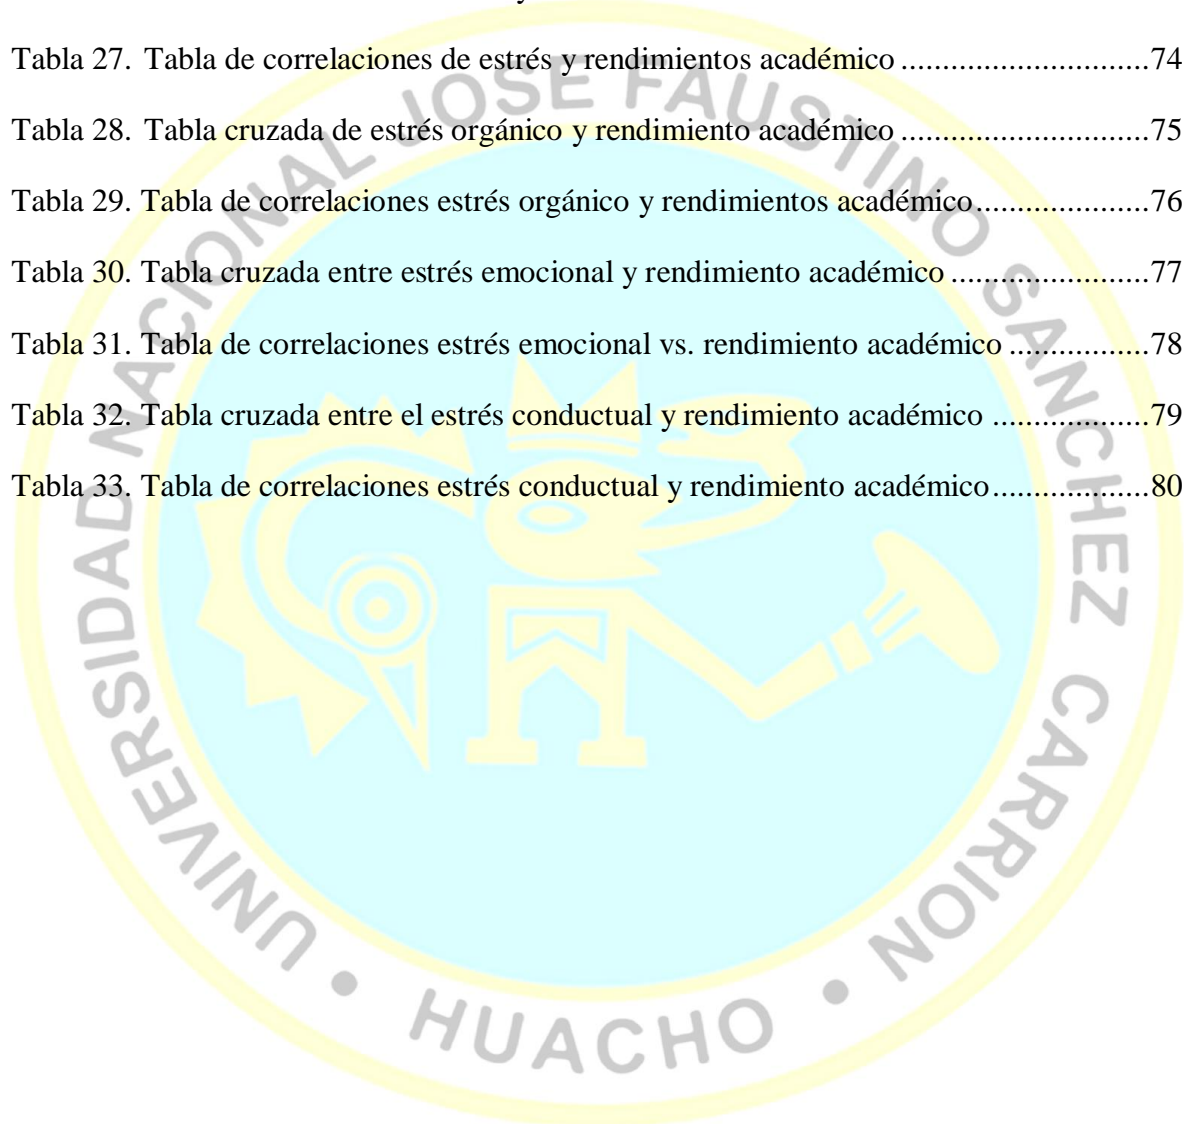 Tabla 27. Tabla de correlaciones de estrés y rendimientos académico ..............................74
Tabla 28. Tabla cruzada de estrés orgánico y rendimiento académico ..............................75
Tabla 29. Tabla de correlaciones estrés orgánico y rendimientos académico.....................76
Tabla 30. Tabla cruzada entre estrés emocional y rendimiento académico ........................77
Tabla 31. Tabla de correlaciones estrés emocional vs. rendimiento académico .................78
Tabla 32. Tabla cruzada entre el estrés conductual y rendimiento académico ...................79
Tabla 33. Tabla de correlaciones estrés conductual y rendimiento académico...................80
UNIVERSIDAD NACIONAL JOSE FAUSTINO SANCHEZ CARRION
• HUACHO •